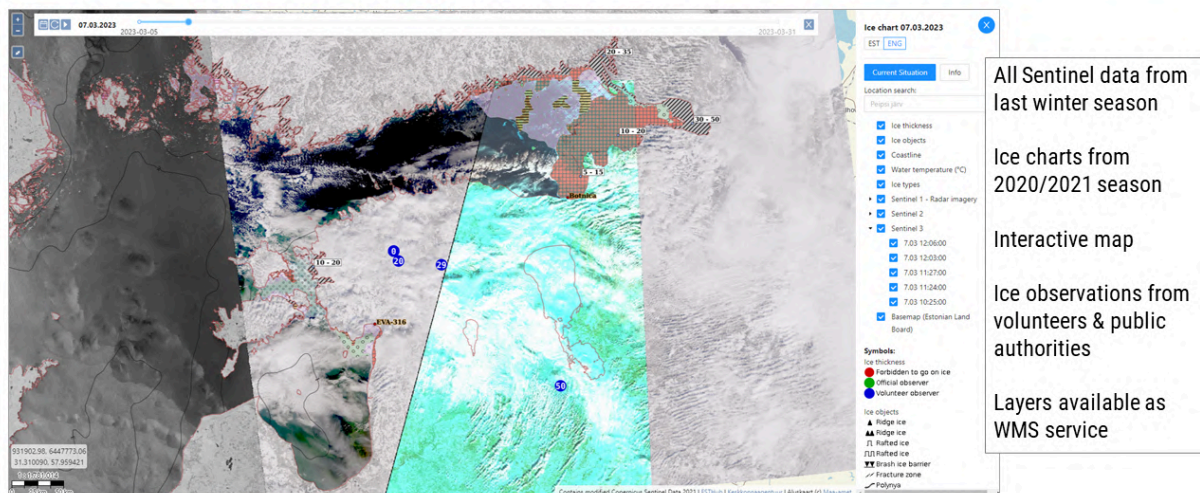 07.03.2023
2023-03-05
2023-03-31
20 - 35
30 - 50
10 - 20
5 - 15
Botnica
0
20
29
10 - 20
EVA-316
50
931902.98, 6447773.06
31.310090, 57.959421
Ice chart 07.03.2023
EST
ENG
Current Situation
Info
Location search:
Peipsi järv
Ice thickness
Ice objects
Coastline
Water temperature (°C)
Ice types
Sentinel 1 - Radar imagery
Sentinel 2
Sentinel 3
7.03 12:06:00
7.03 12:03:00
7.03 11:27:00
7.03 11:24:00
7.03 10:25:00
Basemap (Estonian Land
Board)
Symbols:
Ice thickness
Forbidden to go on ice
Official observer
Volunteer observer
Ice objects
Ridge ice
Ridge ice
Rafted ice
Rafted ice
Brash ice barrier
Fracture zone
Polynya
Contains modified Copernicus Sentinel Data 2023
All Sentinel data from
last winter season
Ice charts from
2020/2021 season
Interactive map
Ice observations from
volunteers & public
authorities
Layers available as
WMS service